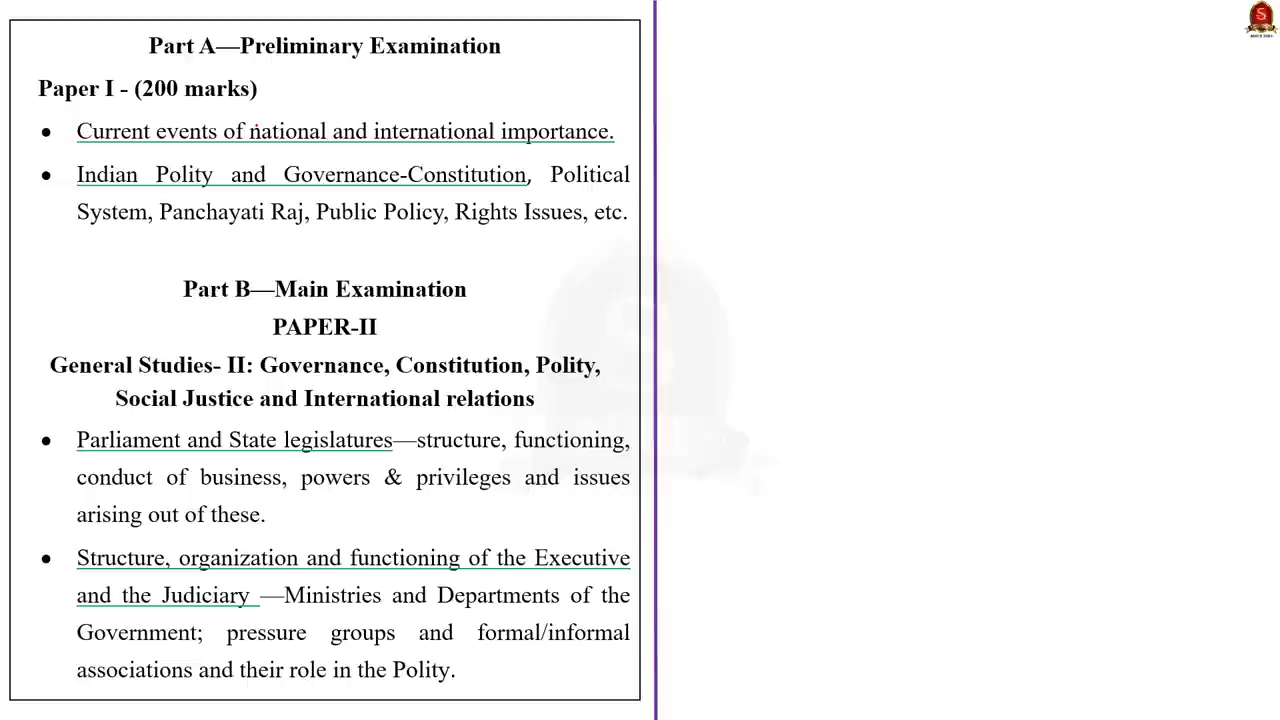 Part A—Preliminary Examination
Paper I - (200 marks)
● Current events of national and international importance.
● Indian Polity and Governance-Constitution, Political
System, Panchayati Raj, Public Policy, Rights Issues, etc.
Part B—Main Examination
PAPER-II
General Studies- II: Governance, Constitution, Polity,
Social Justice and International relations
● Parliament and State legislatures—structure, functioning,
conduct of business, powers & privileges and issues
arising out of these.
● Structure, organization and functioning of the Executive
and the Judiciary —Ministries and Departments of the
Government; pressure groups and formal/informal
associations and their role in the Polity.
S